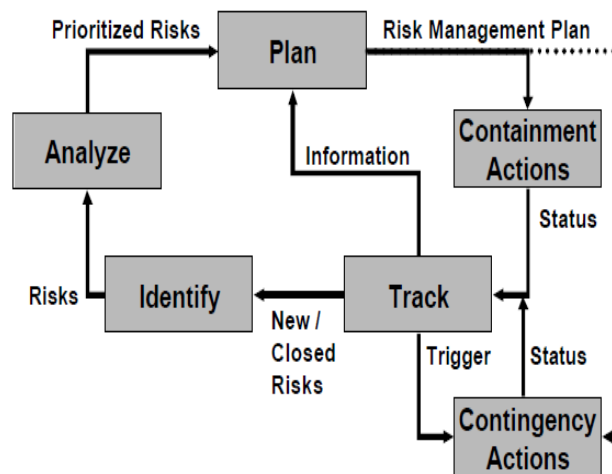 Prioritized Risks
Plan
Risk Management Plan
Analyze
Information
Containment
Actions
Status
Risks
Identify
Track
New /
Closed
Risks
Trigger
Status
Contingency
Actions